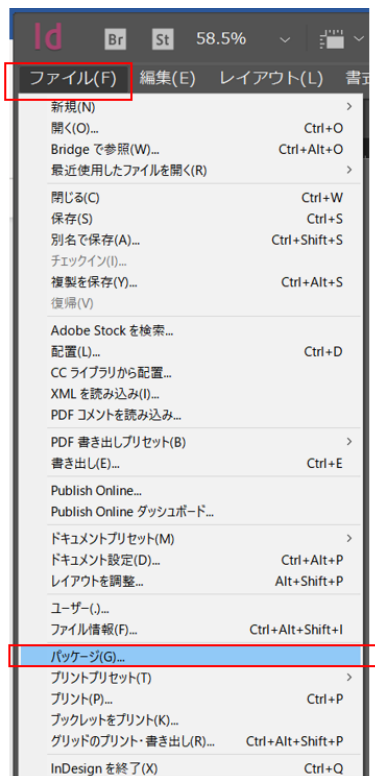 Id Br St 58.5%
ファイル(F) 編集(E) レイアウト(L) 書式
新規(N) >
開く(O)... Ctrl+O
Bridge で参照(W)... Ctrl+Alt+O
最近使用したファイルを開く(R) >
閉じる(C) Ctrl+W
保存(S) Ctrl+S
別名で保存(A)... Ctrl+Shift+S
チェックイン(I)...
複製を保存(Y)... Ctrl+Alt+S
復帰(V)
Adobe Stock を検索...
配置(L)... Ctrl+D
CC ライブラリから配置...
XML を読み込み(I)...
PDF コメントを読み込み...
PDF 書き出しプリセット(B) >
書き出し(E)... Ctrl+E
Publish Online...
Publish Online ダッシュボード...
ドキュメントプリセット(M) >
ドキュメント設定(D)... Ctrl+Alt+P
レイアウトを調整... Alt+Shift+P
ユーザー(.)...
ファイル情報(F)... Ctrl+Alt+Shift+I
パッケージ(G)...
プリントプリセット(T) >
プリント(P)... Ctrl+P
ブックレットをプリント(K)...
グリッドのプリント・書き出し(R)... Ctrl+Alt+Shift+P
InDesign を終了(X) Ctrl+Q